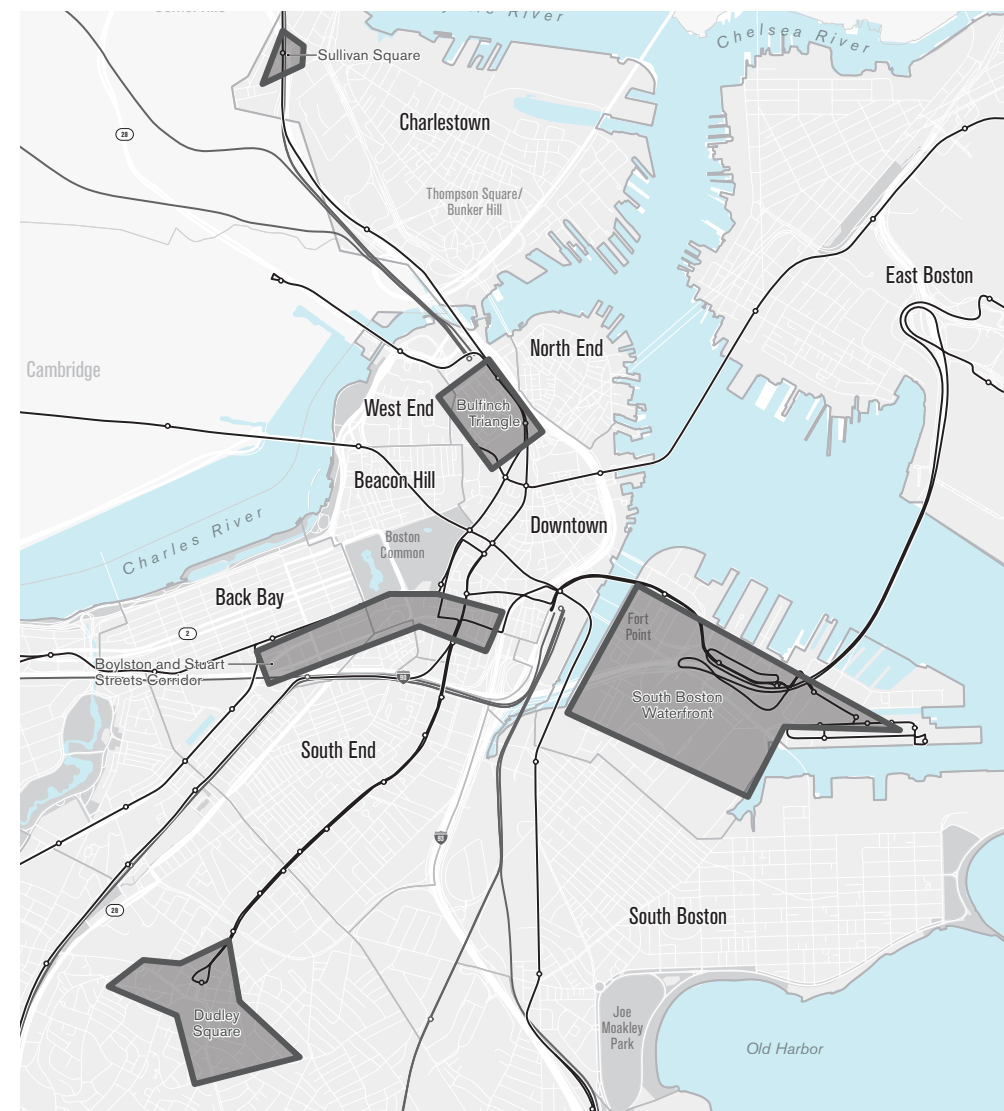 River
Chelsea River
Sullivan Square
Charlestown
28
Thompson Square/
Bunker Hill
East Boston
North End
Cambridge
West End
Bulfinch
Triangle
Beacon Hill
Downtown
Charles River
Boston
Common
Back Bay
Fort
Point
2
Boylston and Stuart
Streets Corridor
90
South Boston
Waterfront
South End
93
28
South Boston
Dudley
Square
Joe
Moakley
Park
Old Harbor